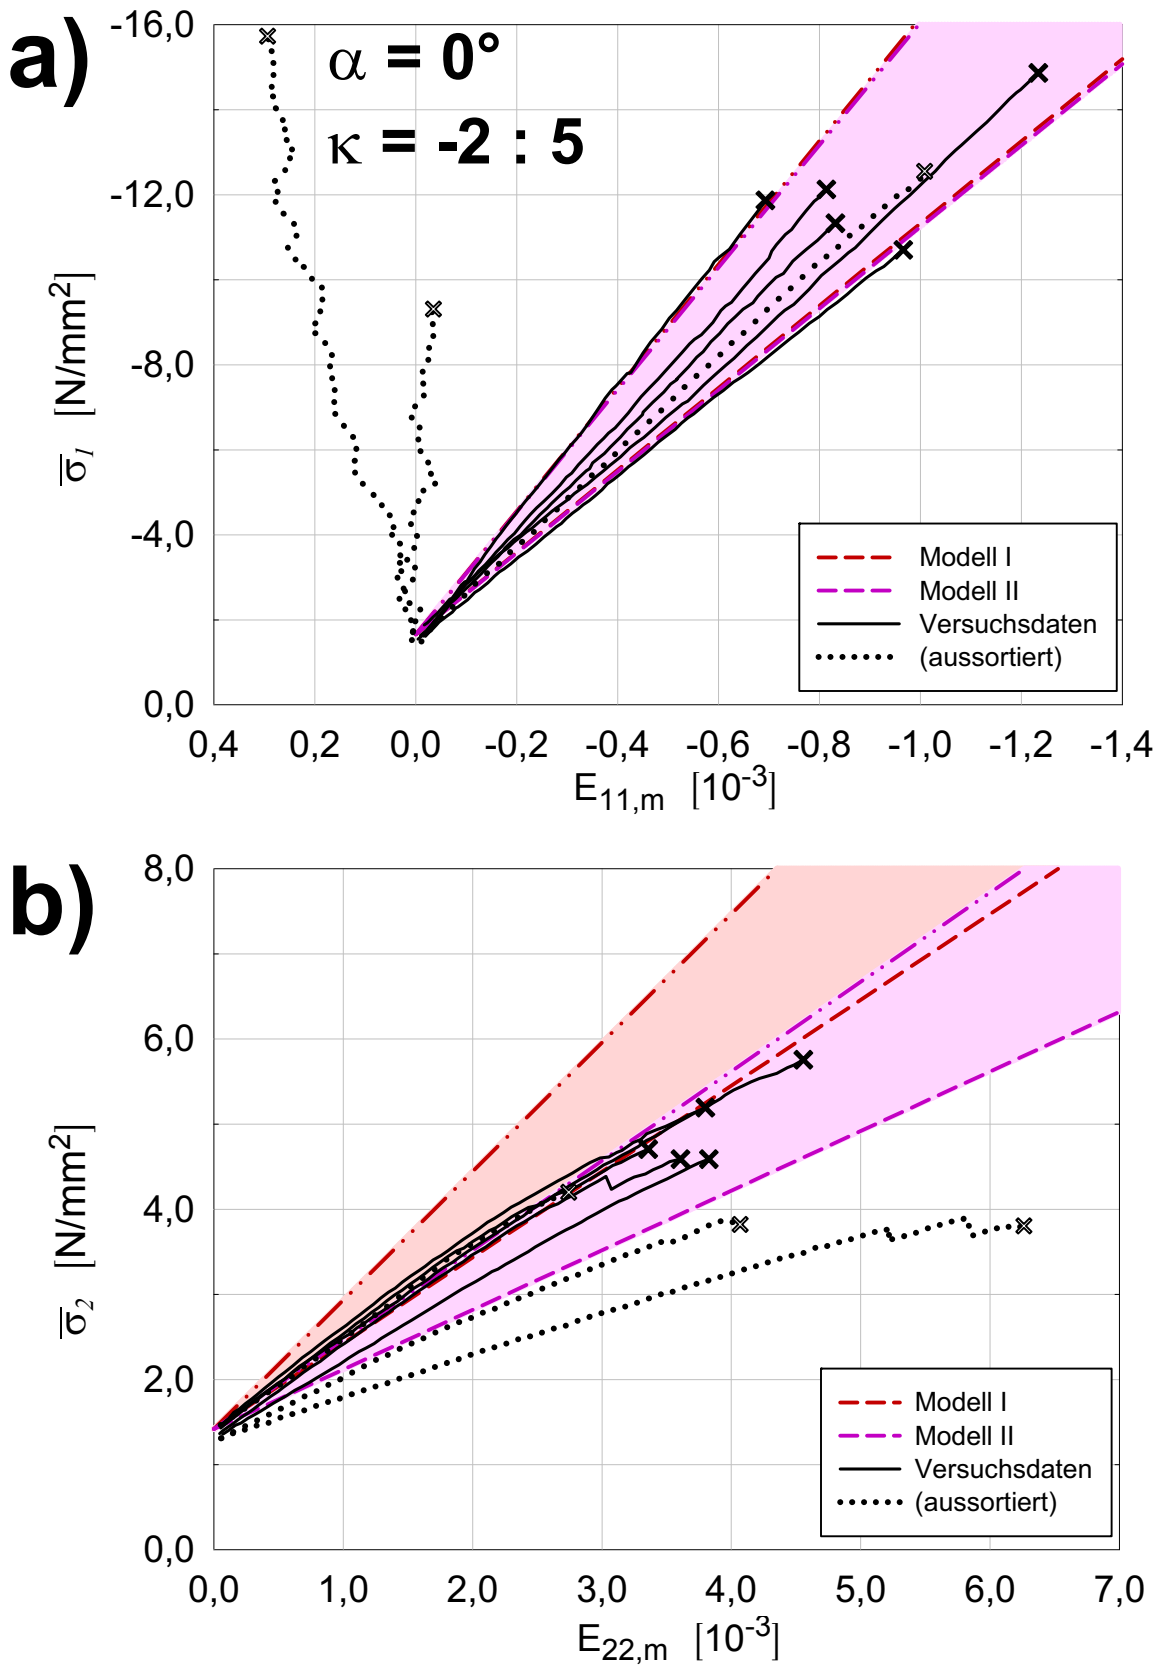 a)
α = 0°
κ = -2 : 5
-16,0
-12,0
-8,0
-4,0
0,0
σ̿1 [N/mm²]
Modell I
Modell II
Versuchsdaten
(aussortiert)
0,4 0,2 0,0 -0,2 -0,4 -0,6 -0,8 -1,0 -1,2 -1,4
E11,m [10-3]
b)
8,0
6,0
4,0
2,0
0,0
σ̿2 [N/mm²]
Modell I
Modell II
Versuchsdaten
(aussortiert)
0,0 1,0 2,0 3,0 4,0 5,0 6,0 7,0
E22,m [10-3]